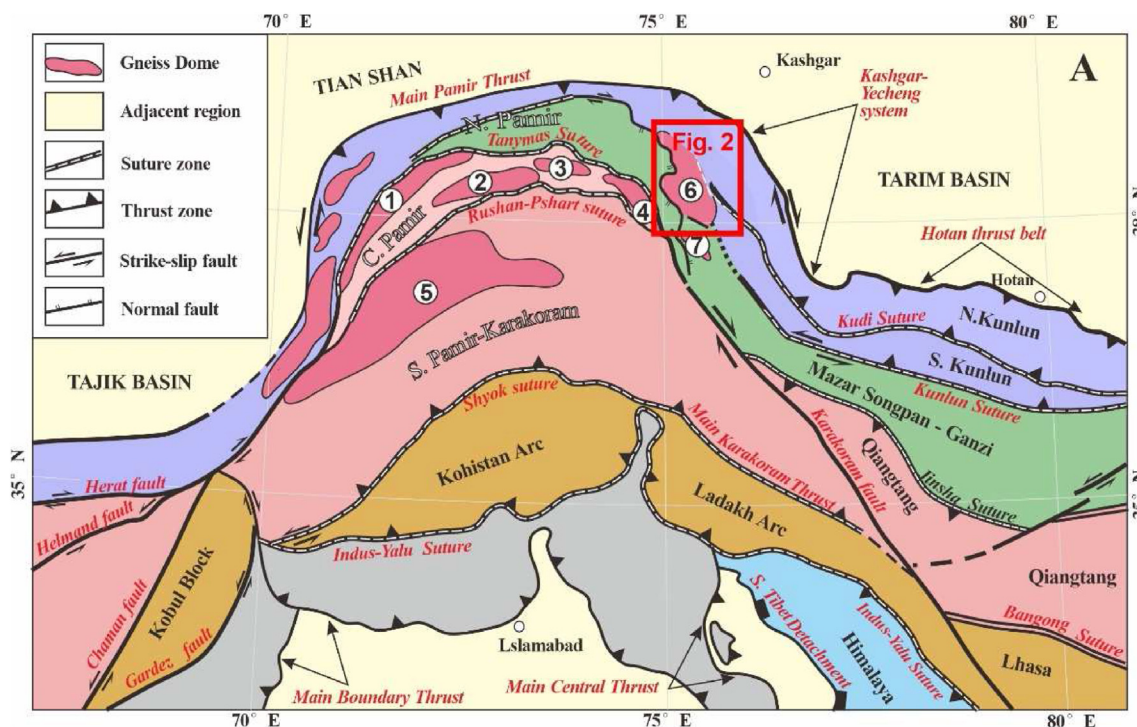 70° E
75° E
80° E
Gneiss Dome
Adjacent region
Suture zone
Thrust zone
Strike-slip fault
Normal fault
A
TIAN SHAN
Main Pamir Thrust
Kashgar
Kashgar-
Yecheng
system
N. Pamir
Tanymas Suture
Fig. 2
TARIM BASIN
1
2
3
4
5
6
7
C. Pamir
Rushan-Pshart suture
38° N
Hotan thrust belt
Hotan
S. Pamir-Karakoram
Kudi Suture
N.Kunlun
S. Kunlun
TAJIK BASIN
Mazar Songpan - Ganzi
Kunlun Suture
Shyok suture
Main Karakoram Thrust
Karakoram fault
Qiangtang
Jinsha Suture
35° N
35° N
Kohistan Arc
Ladakh Arc
Herat fault
Helmand fault
Indus-Yalu Suture
Qiangtang
Kobul Block
Chaman fault
Gardez fault
S. Tibet Detachment
Himalaya
Indus-Yalu Suture
Bangong Suture
Lhasa
Lslamabad
Main Boundary Thrust
Main Central Thrust
70° E
75° E
80° E